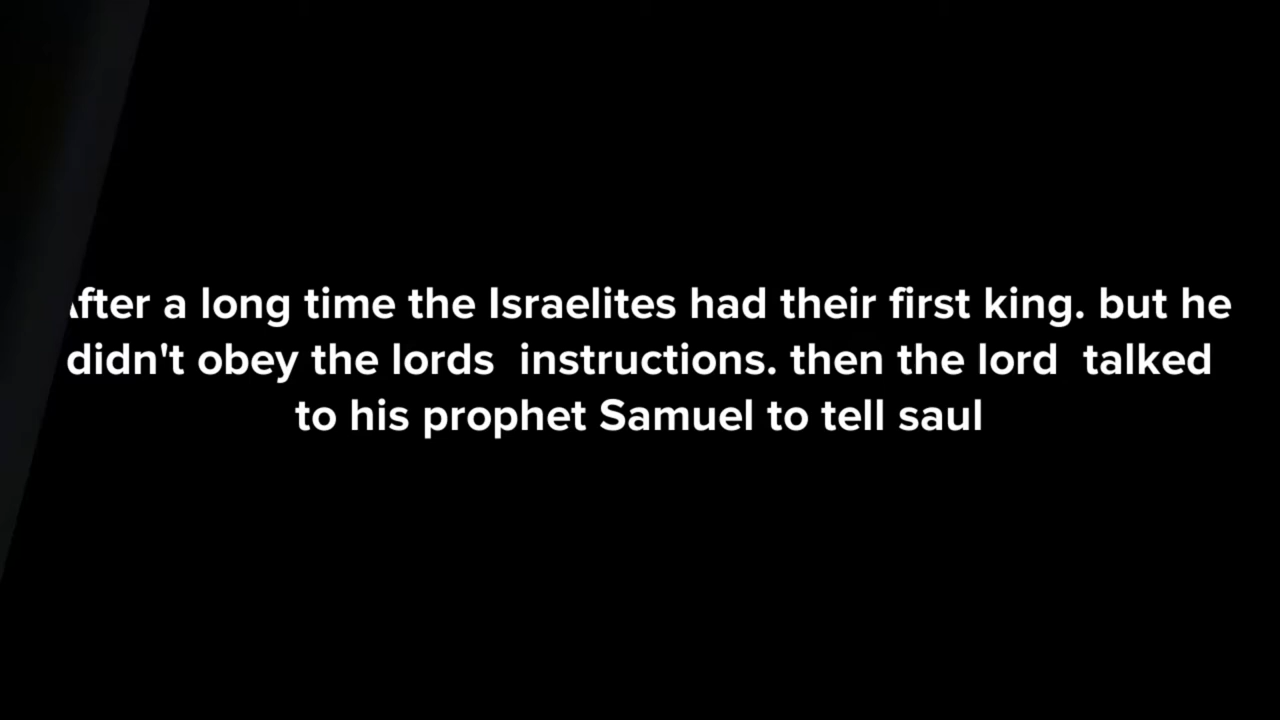 After a long time the Israelites had their first king. but he
didn't obey the lords  instructions. then the lord  talked
to his prophet Samuel to tell saul